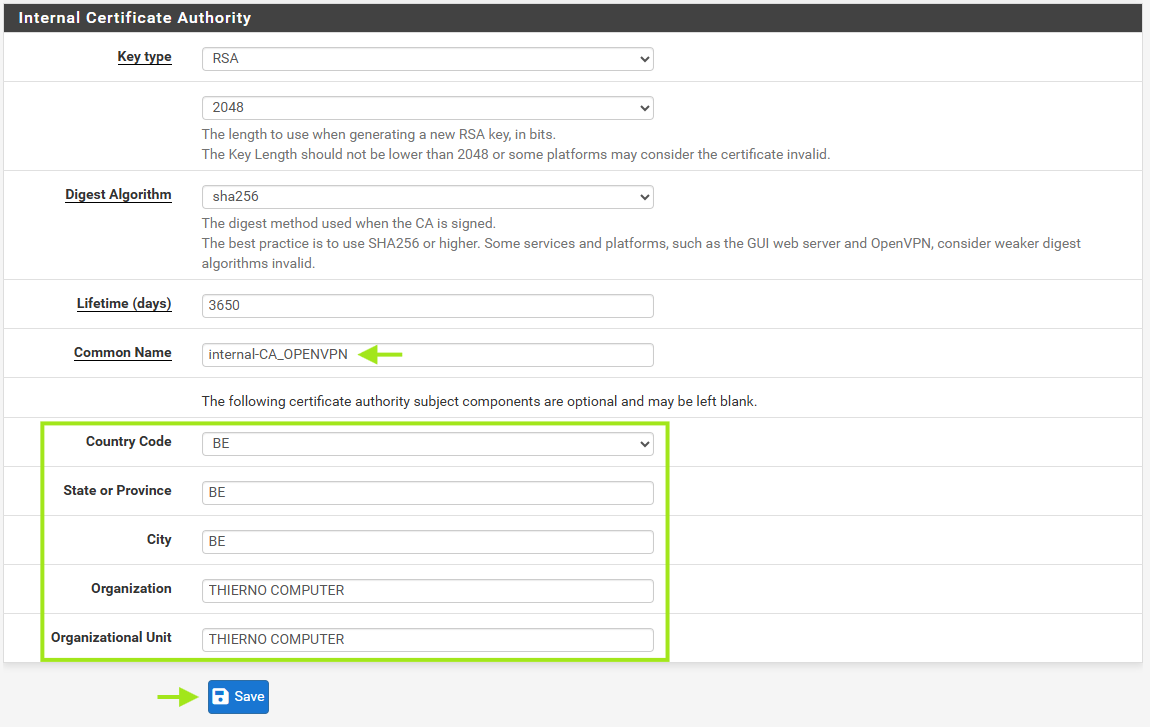 Internal Certificate Authority
Key type
RSA
2048
The length to use when generating a new RSA key, in bits.
The Key Length should not be lower than 2048 or some platforms may consider the certificate invalid.
Digest Algorithm
sha256
The digest method used when the CA is signed.
The best practice is to use SHA256 or higher. Some services and platforms, such as the GUI web server and OpenVPN, consider weaker digest
algorithms invalid.
Lifetime (days)
3650
Common Name
internal-CA_OPENVPN
The following certificate authority subject components are optional and may be left blank.
Country Code
BE
State or Province
BE
City
BE
Organization
THIERNO COMPUTER
Organizational Unit
THIERNO COMPUTER
Save